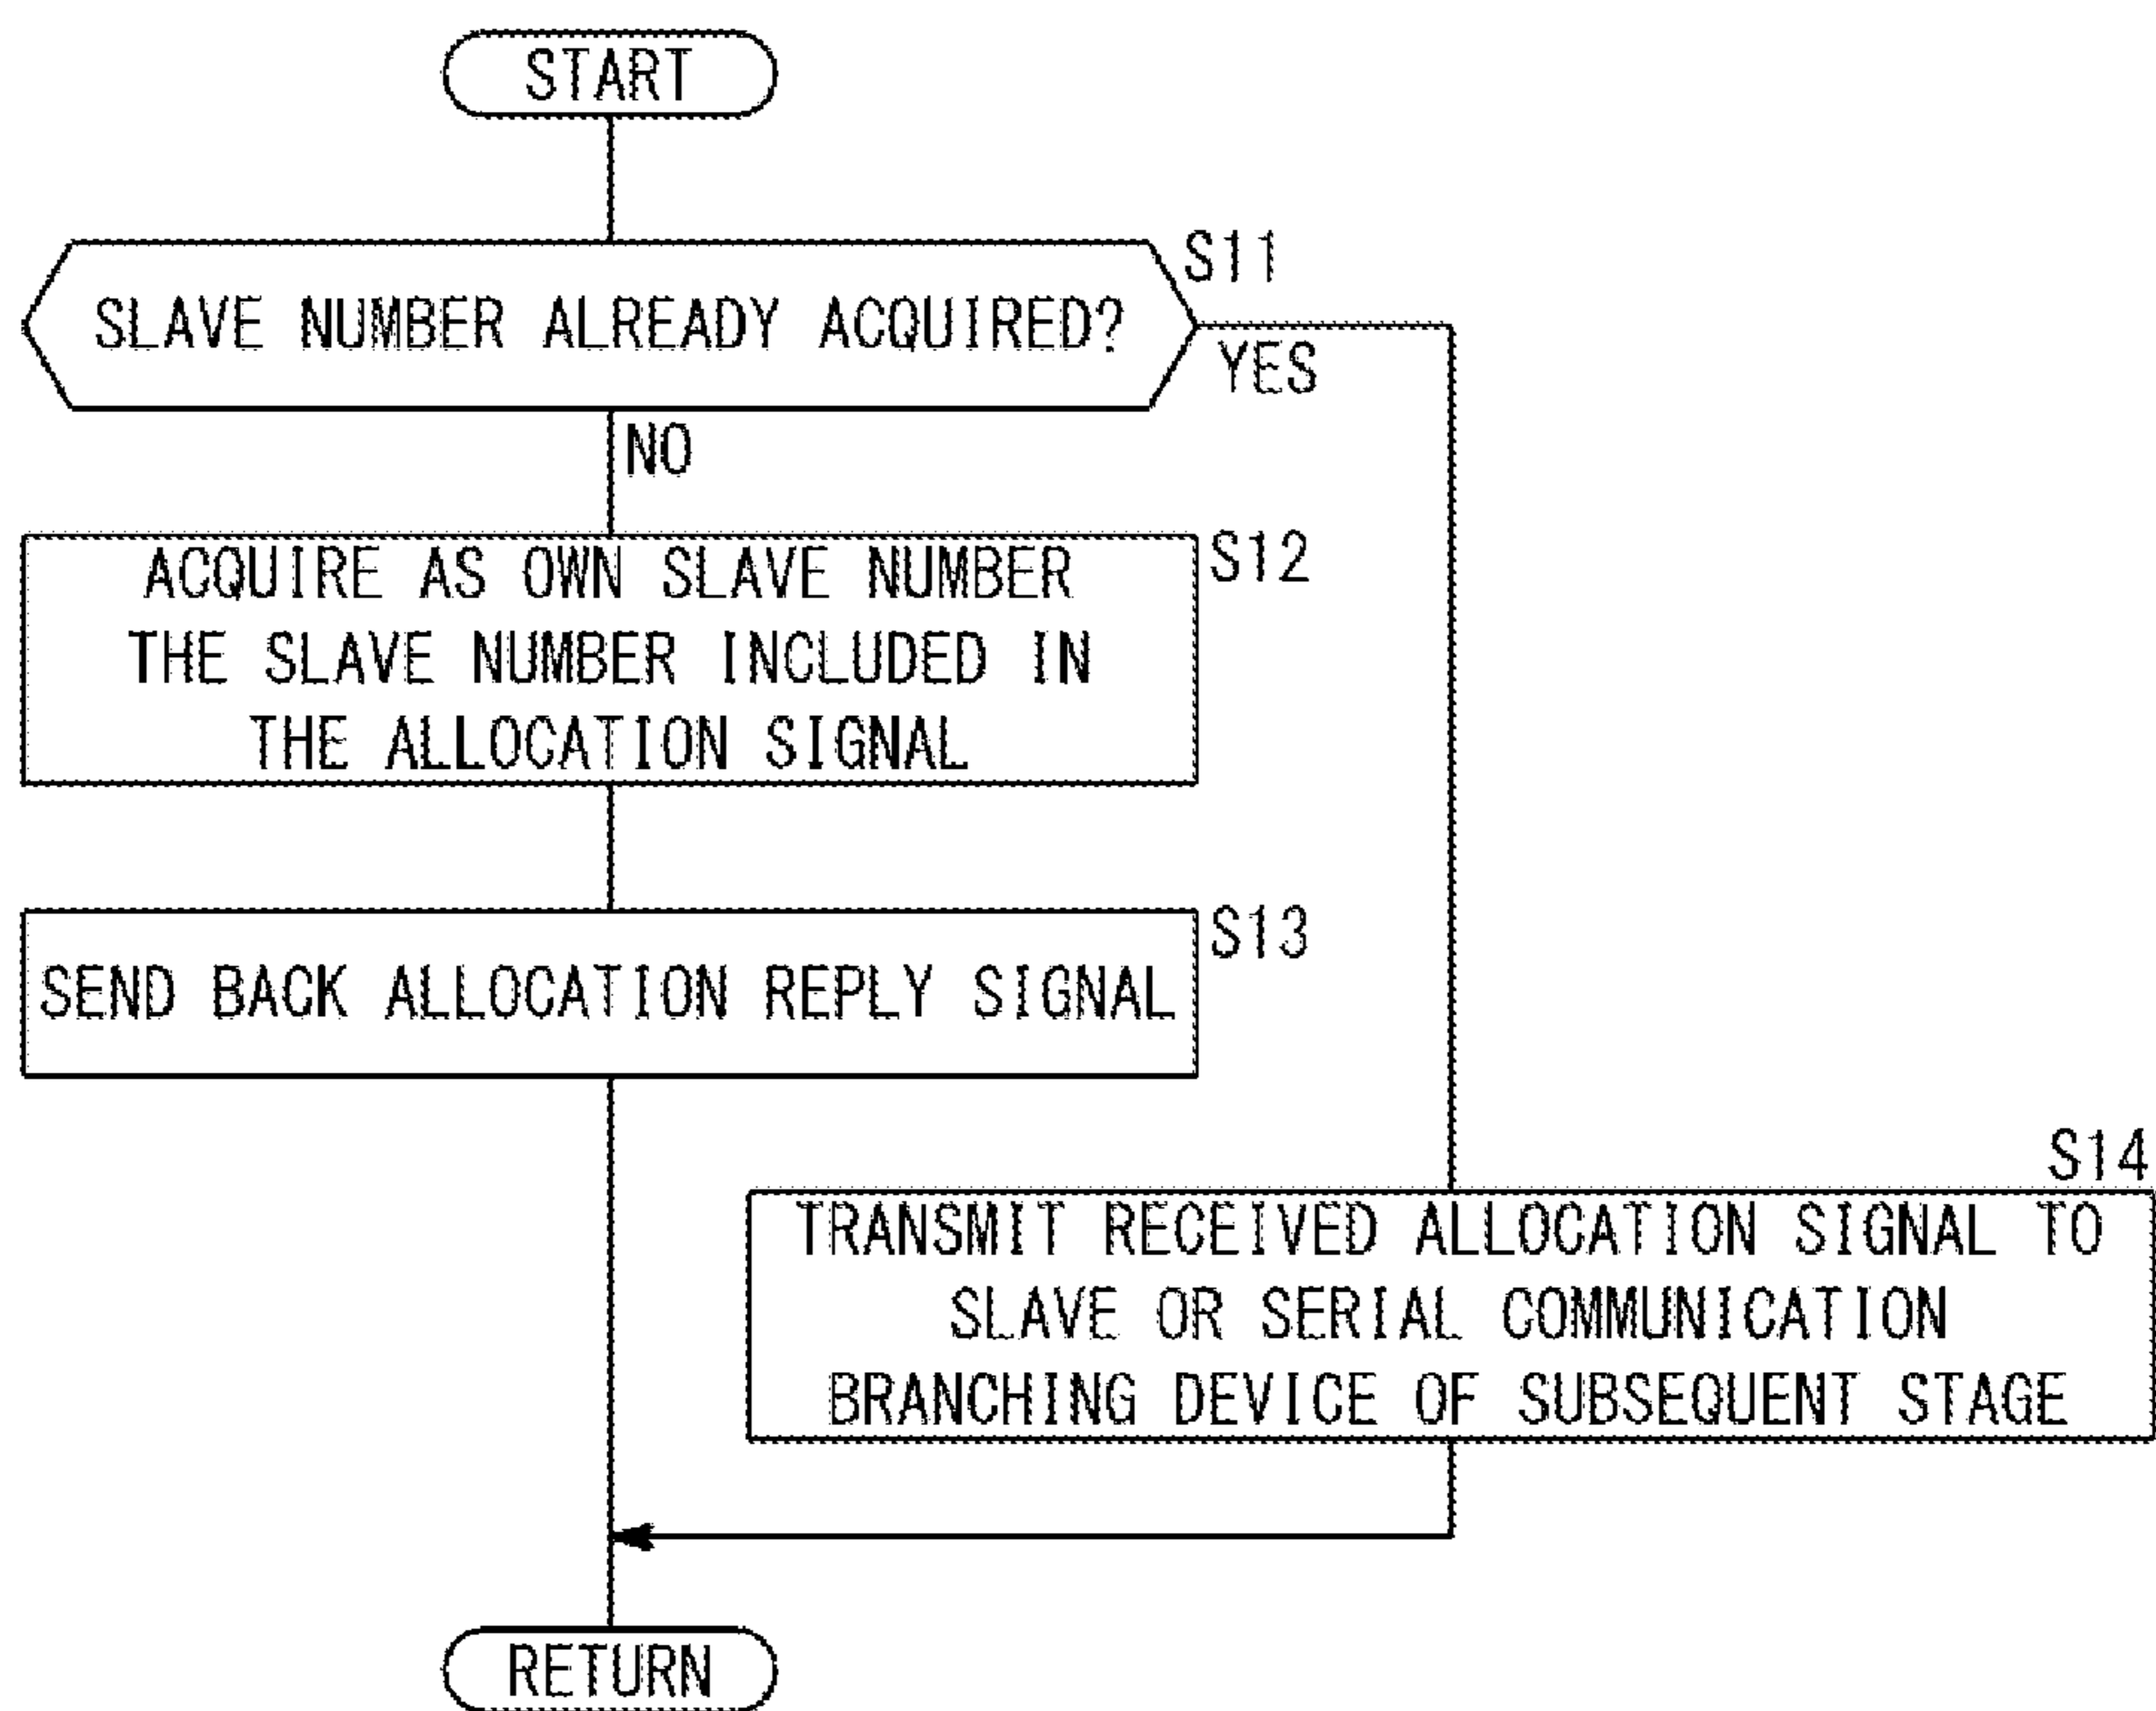 START
S11
SLAVE NUMBER ALREADY ACQUIRED?
YES
NO
S12
ACQUIRE AS OWN SLAVE NUMBER
THE SLAVE NUMBER INCLUDED IN
THE ALLOCATION SIGNAL
S13
SEND BACK ALLOCATION REPLY SIGNAL
S14
TRANSMIT RECEIVED ALLOCATION SIGNAL TO
SLAVE OR SERIAL COMMUNICATION
BRANCHING DEVICE OF SUBSEQUENT STAGE
RETURN